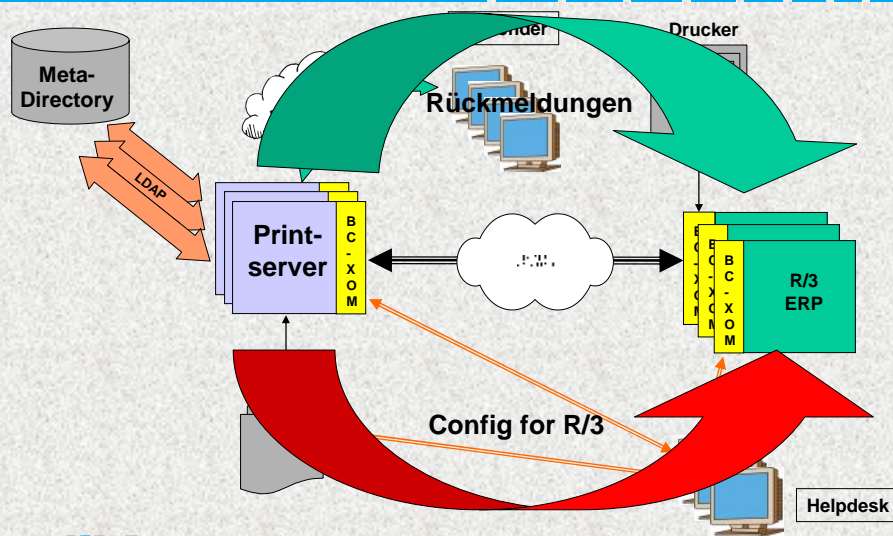 Drucker
Meta-
Directory
Rückmeldungen
LDAP
Print-
server
B
C
-
X
O
M
B
C
-
X
O
M
R/3
ERP
Config for R/3
Helpdesk